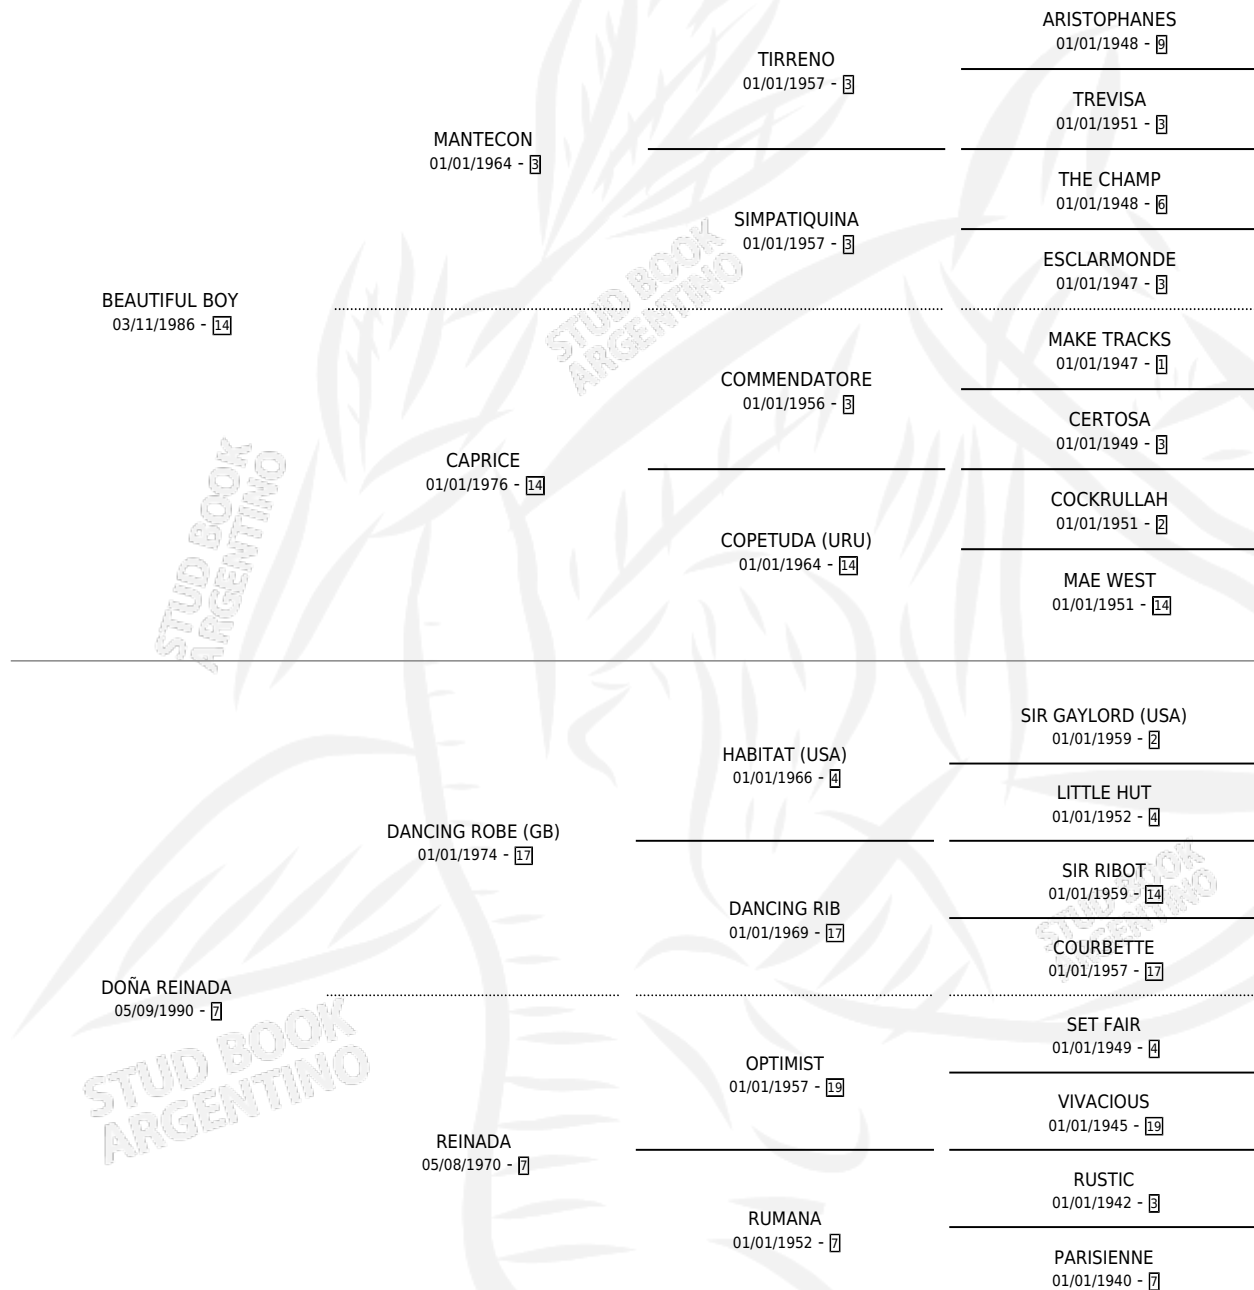 ARISTOPHANES
01/01/1948 - 9
TIRRENO
01/01/1957 - 3
TREVISA
01/01/1951 - 3
MANTECON
01/01/1964 - 3
THE CHAMP
01/01/1948 - 6
SIMPATIQUINA
01/01/1957 - 3
ESCLARMONDE
01/01/1947 - 3
BEAUTIFUL BOY
03/11/1986 - 14
MAKE TRACKS
01/01/1947 - 1
COMMENDATORE
01/01/1956 - 3
CERTOSA
01/01/1949 - 3
CAPRICE
01/01/1976 - 14
COCKRULLAH
01/01/1951 - 2
COPETUDA (URU)
01/01/1964 - 14
MAE WEST
01/01/1951 - 14
SIR GAYLORD (USA)
01/01/1959 - 2
HABITAT (USA)
01/01/1966 - 4
LITTLE HUT
01/01/1952 - 4
DANCING ROBE (GB)
01/01/1974 - 17
SIR RIBOT
01/01/1959 - 14
DANCING RIB
01/01/1969 - 17
COURBETTE
01/01/1957 - 17
DOÑA REINADA
05/09/1990 - 7
SET FAIR
01/01/1949 - 4
OPTIMIST
01/01/1957 - 19
VIVACIOUS
01/01/1945 - 19
REINADA
05/08/1970 - 7
RUSTIC
01/01/1942 - 3
RUMANA
01/01/1952 - 7
PARISIENNE
01/01/1940 - 7
STUD BOOK
ARGENTINO
STUD BOOK
ARGENTINO
STUD BOOK
ARGENTINO
STUD BOOK
ARGENTINO